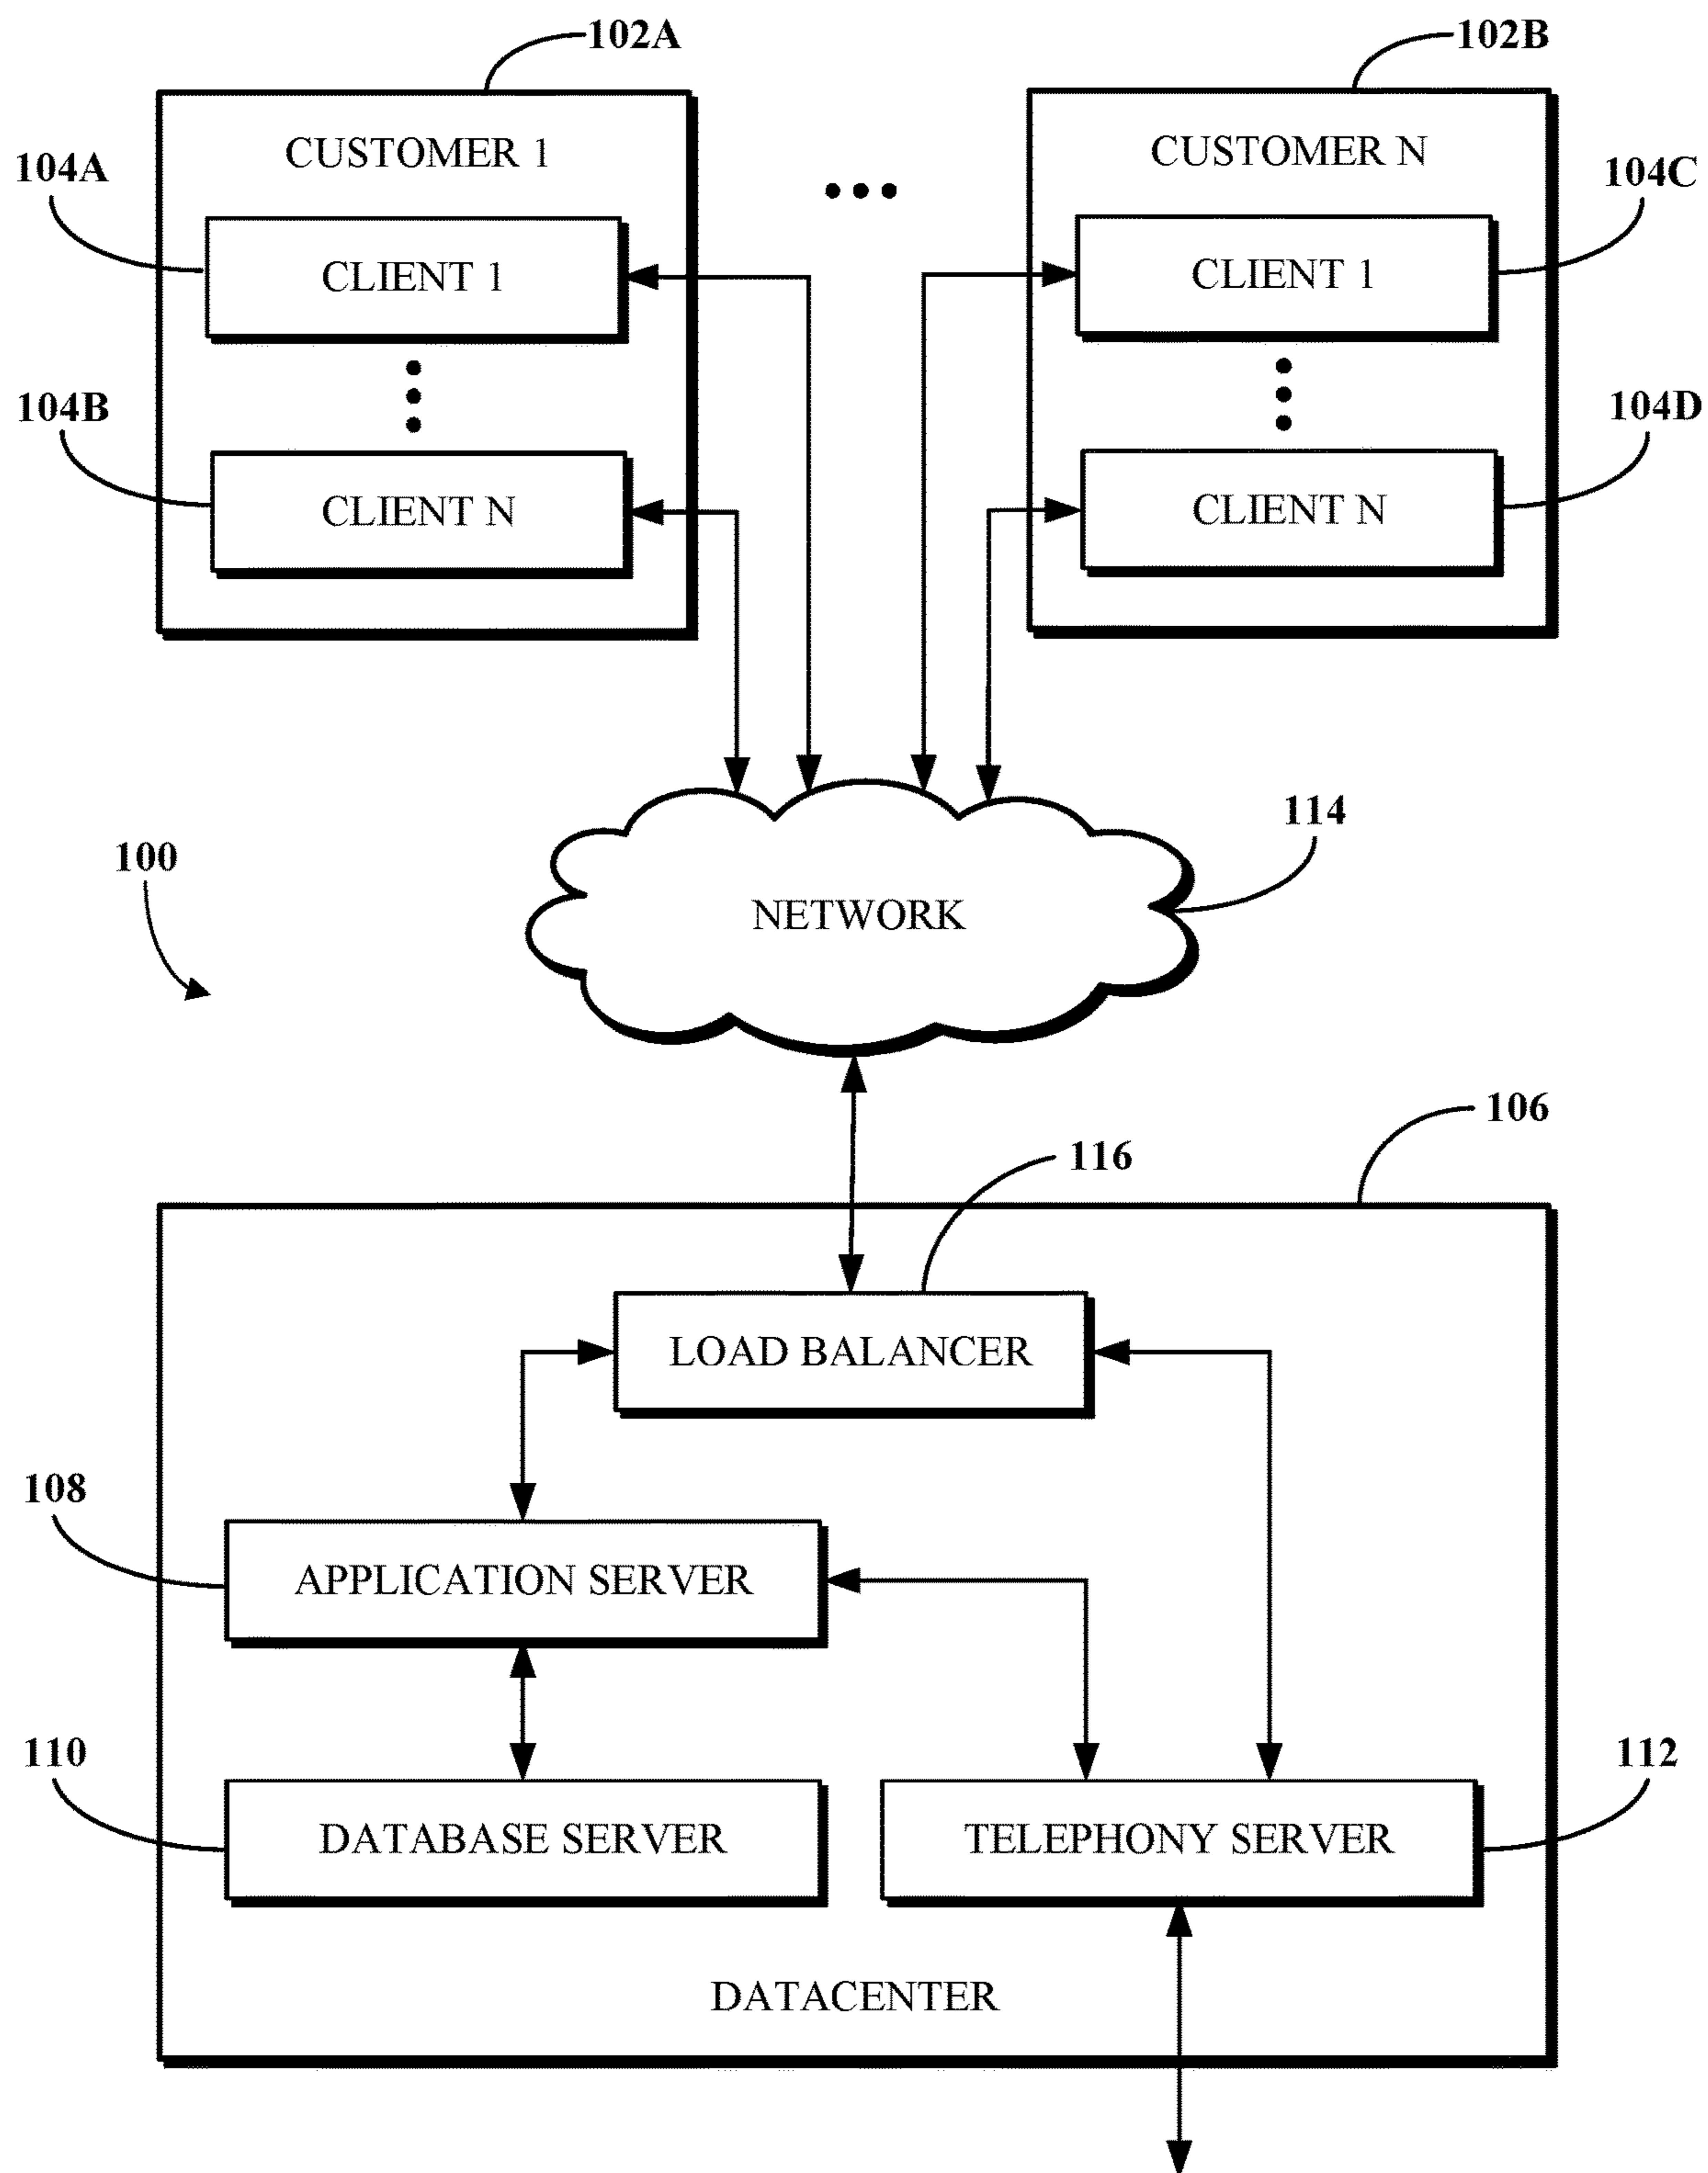 102A
102B
CUSTOMER 1
CUSTOMER N
104A
104C
CLIENT 1
CLIENT 1
104B
104D
CLIENT N
CLIENT N
114
100
NETWORK
106
116
LOAD BALANCER
108
APPLICATION SERVER
110
112
DATABASE SERVER
TELEPHONY SERVER
DATACENTER